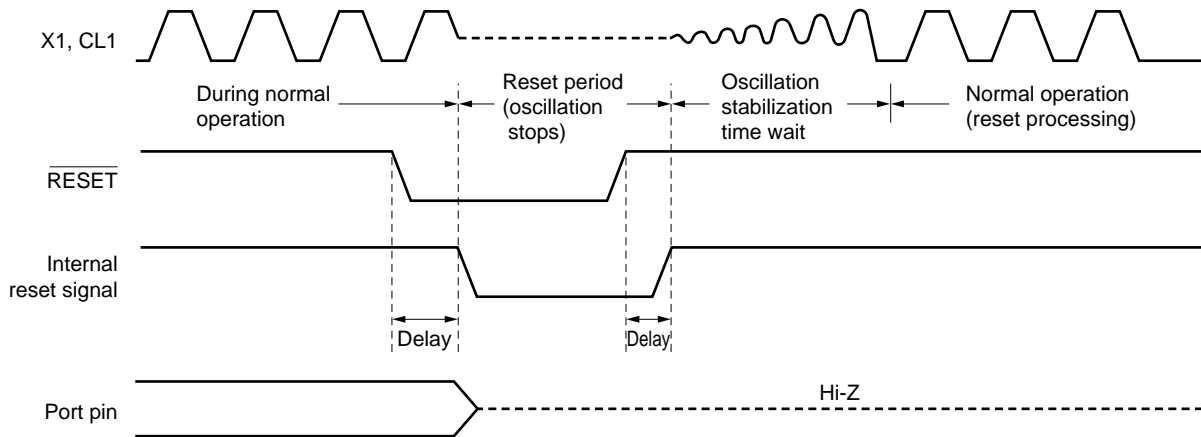 X1, CL1
During normal
operation
Reset period
(oscillation
stops)
Oscillation
stabilization
time wait
Normal operation
(reset processing)
RESET
Internal
reset signal
Delay
Delay
Port pin
Hi-Z